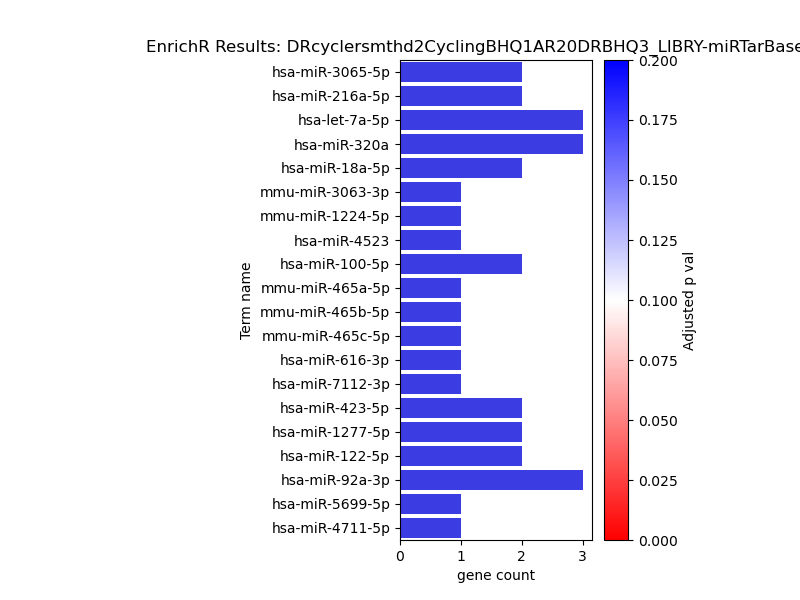 EnrichR Results: DRcyclersmthd2CyclingBHQ1AR20DRBHQ3_LIBRY-miRTarBase
hsa-miR-3065-5p
hsa-miR-216a-5p
hsa-let-7a-5p
hsa-miR-320a
hsa-miR-18a-5p
mmu-miR-3063-3p
mmu-miR-1224-5p
hsa-miR-4523
hsa-miR-100-5p
mmu-miR-465a-5p
mmu-miR-465b-5p
mmu-miR-465c-5p
hsa-miR-616-3p
hsa-miR-7112-3p
hsa-miR-423-5p
hsa-miR-1277-5p
hsa-miR-122-5p
hsa-miR-92a-3p
hsa-miR-5699-5p
hsa-miR-4711-5p
Term name
0 1 2 3
gene count
0.200
0.175
0.150
0.125
0.100
0.075
0.050
0.025
0.000
Adjusted p val